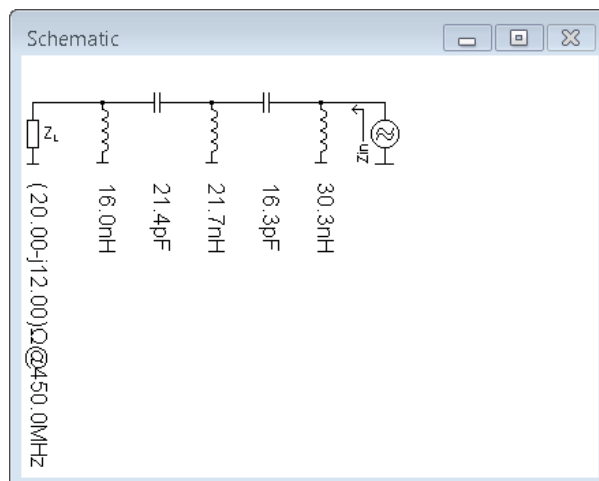 Schematic
ZL
Zin
(20.00-j12.00)Ω@450.0MHz
16.0nH
21.4pF
21.7nH
16.3pF
30.3nH